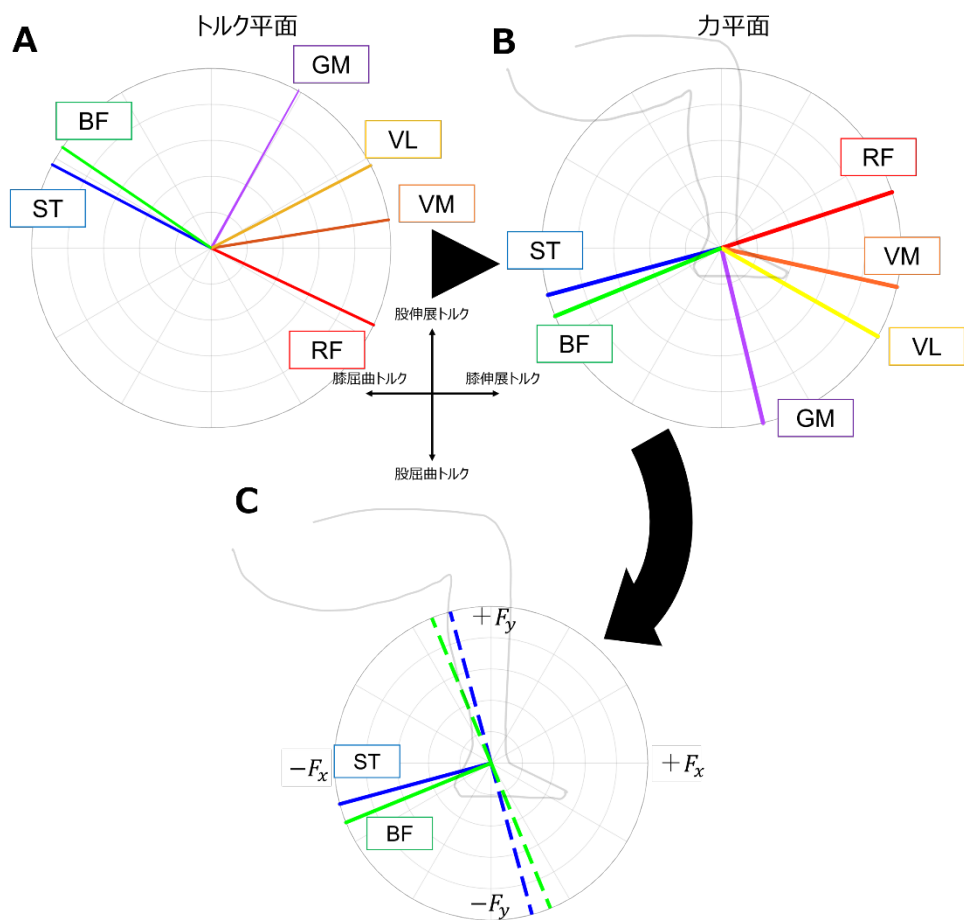 A
トルク平面
GM
BF
VL
ST
VM
RF
B
力平面
RF
ST
VM
BF
VL
GM
股伸展トルク
膝屈曲トルク
膝伸展トルク
股屈曲トルク
C
+F_y
ST
−F_x
+F_x
BF
−F_y